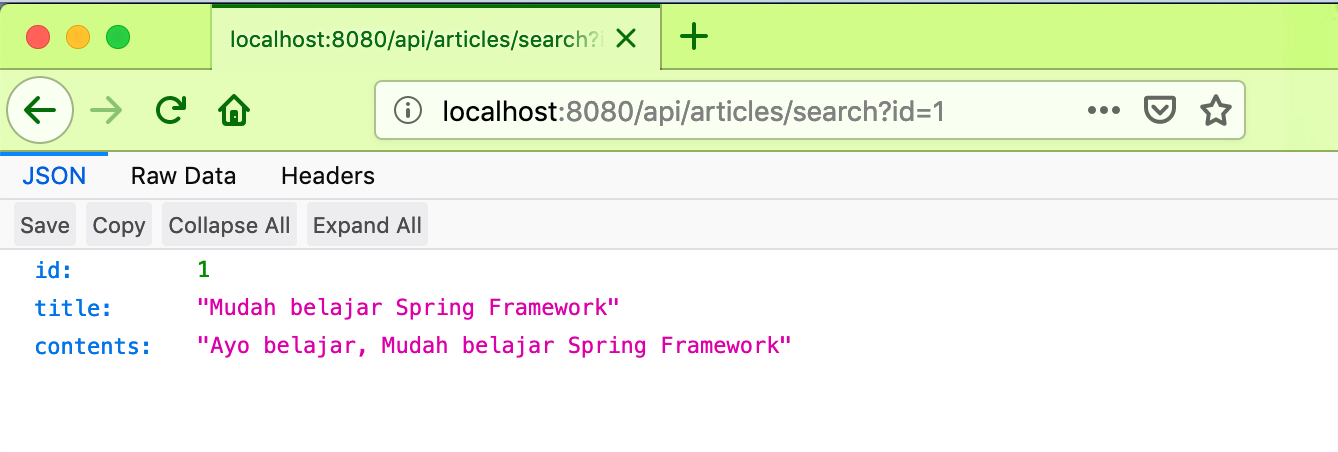 localhost:8080/api/articles/search?i
localhost:8080/api/articles/search?id=1
JSON Raw Data Headers
Save Copy Collapse All Expand All
id: 1
title: "Mudah belajar Spring Framework"
contents: "Ayo belajar, Mudah belajar Spring Framework"